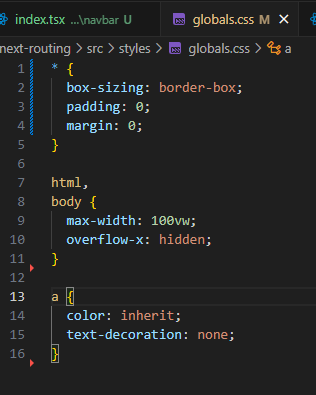 index.tsx ...\navbar globals.css M
next-routing > src > styles > globals.css > a
1 * {
2 box-sizing: border-box;
3 padding: 0;
4 margin: 0;
5 }
6
7 html,
8 body {
9 max-width: 100vw;
10 overflow-x: hidden;
11 }
12
13 a {
14 color: inherit;
15 text-decoration: none;
16 }